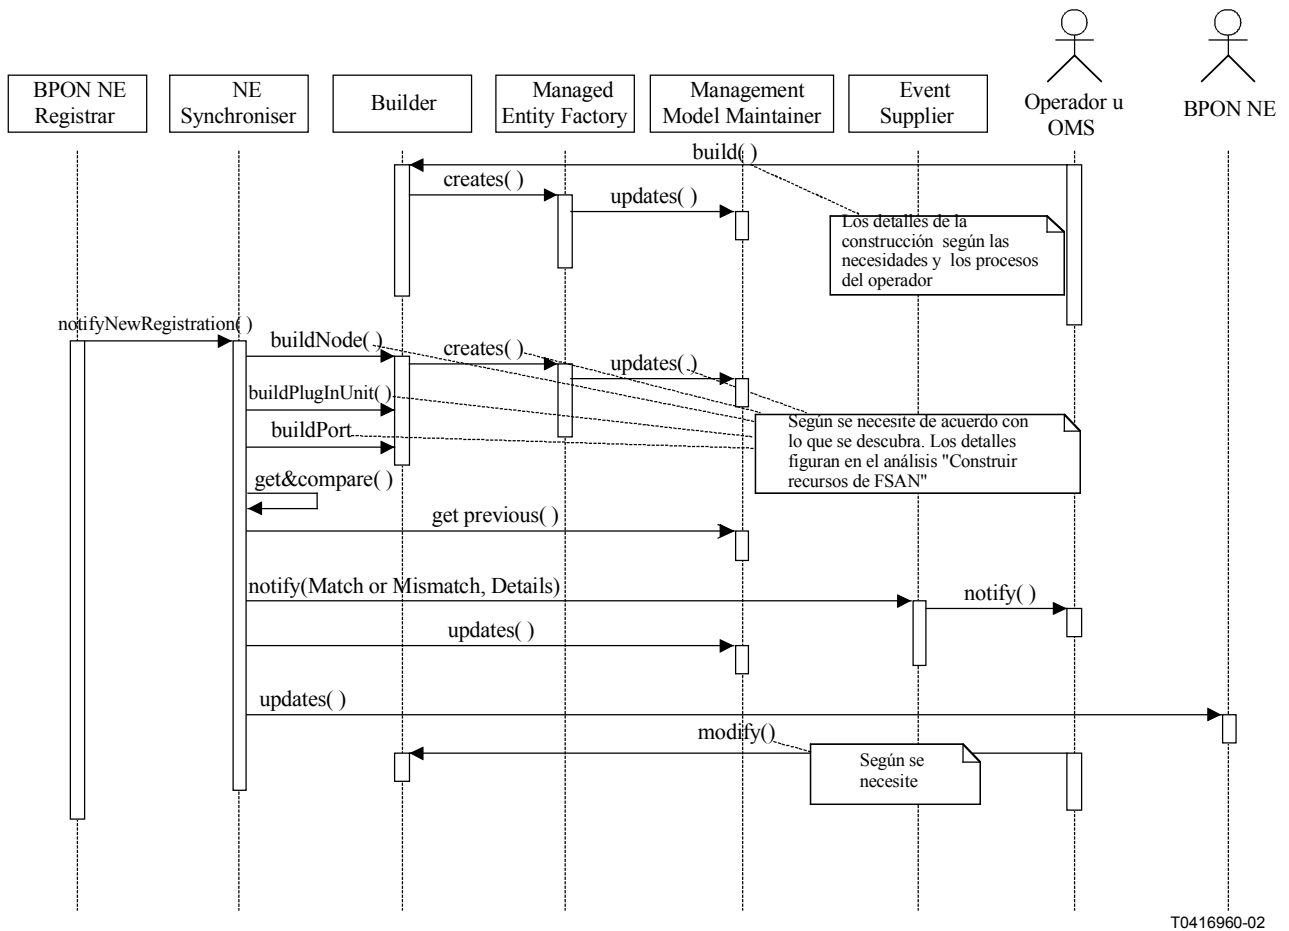 BPON NE
Registrar
NE
Synchroniser
Builder
Managed
Entity Factory
Management
Model Maintainer
Event
Supplier
Operador u
OMS
BPON NE
build( )
creates( )
updates( )
Los detalles de la
construcción según las
necesidades y los procesos
del operador
notifyNewRegistration( )
buildNode( )
creates( )
updates( )
buildPlugInUnit( )
buildPort
Según se necesite de acuerdo con
lo que se descubra. Los detalles
figuran en el análisis "Construir
recursos de FSAN"
get&compare( )
get previous( )
notify(Match or Mismatch, Details)
notify( )
updates( )
updates( )
modify()
Según se
necesite
T0416960-02